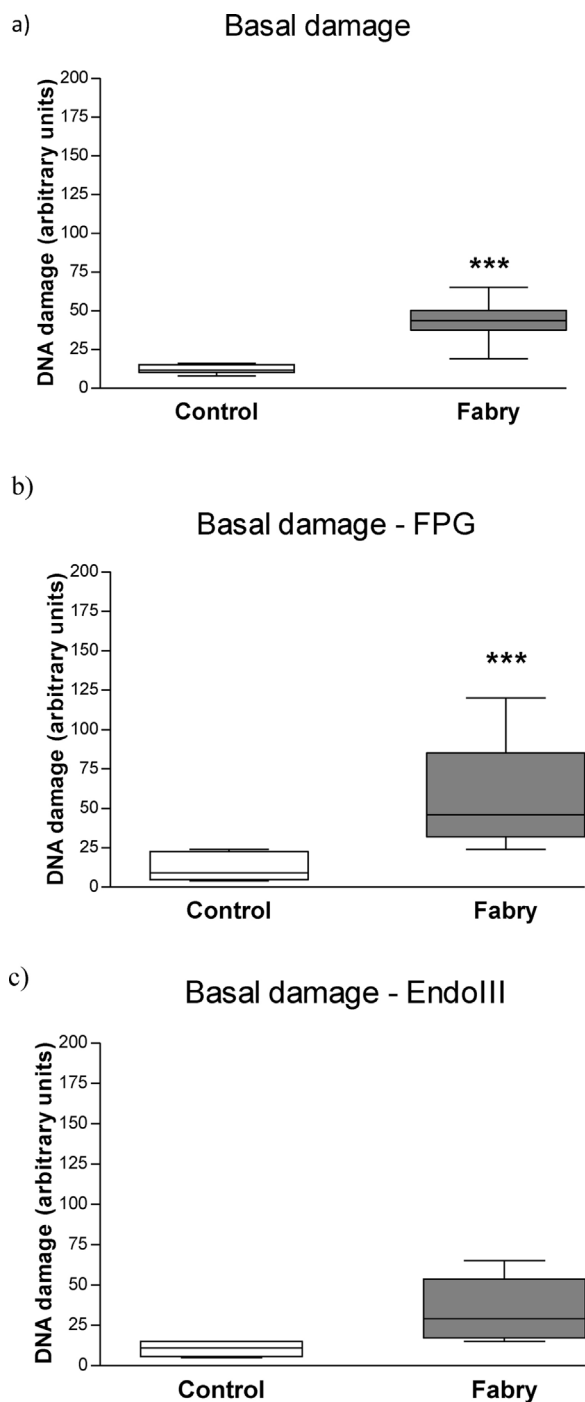 a)
Basal damage
DNA damage (arbitrary units)
200
175
150
125
100
75
50
25
0
***
Control
Fabry
b)
Basal damage - FPG
DNA damage (arbitrary units)
200
175
150
125
100
75
50
25
0
***
Control
Fabry
c)
Basal damage - EndoIII
DNA damage (arbitrary units)
200
175
150
125
100
75
50
25
0
Control
Fabry